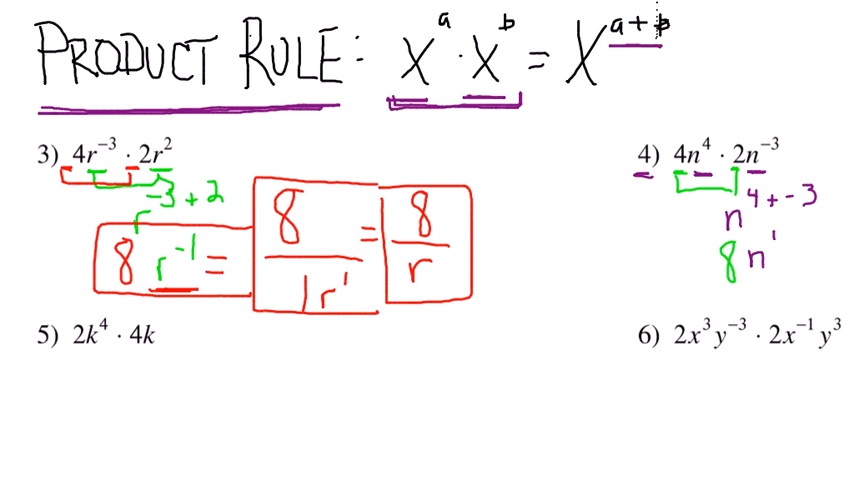 PRODUCT RULE: x^a · x^b = x^(a+b)
3) 4r^-3 · 2r^2
r^(-3+2)
8 r^-1 = 8/(1r^1) = 8/r
4) 4n^4 · 2n^-3
n^(4+-3)
8n^1
5) 2k^4 · 4k
6) 2x^3y^-3 · 2x^-1y^3